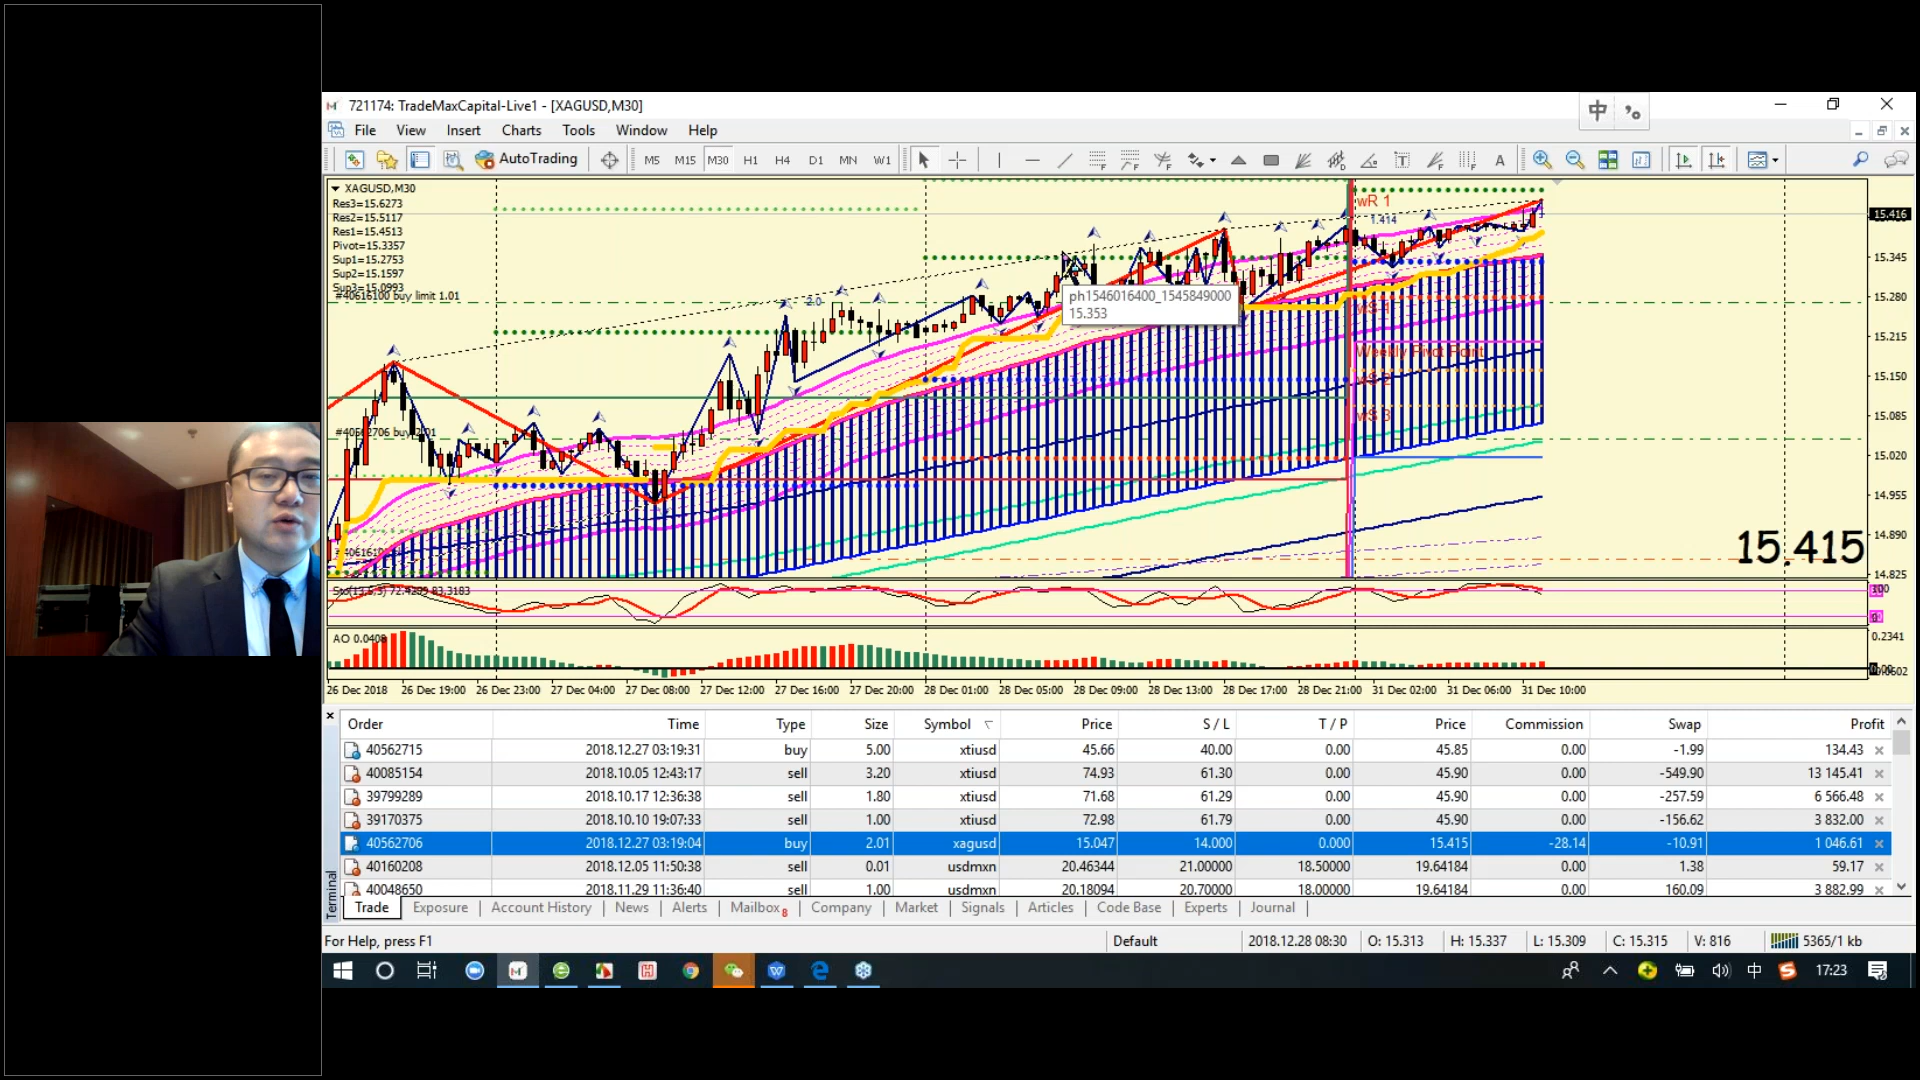 721174: TradeMaxCapital-Live1 - [XAGUSD,M30]
中
File View Insert Charts Tools Window Help
AutoTrading M5 M15 M30 H1 H4 D1 MN W1 A
XAGUSD,M30
Res3=15.6273
Res2=15.5117
Res1=15.4513
Pivot=15.3357
Sup1=15.2753
Sup2=15.1597
Sup3=15.0993
#40616100 buy limit 1.01
wR 1
1.414
2.0
ph1546016400_1545849000
15.353
wS 1
Weekly Pivot Point
wS 2
wS 3
15.416
15.345
15.280
15.215
15.150
15.085
15.020
14.955
14.890
14.825
15.415
AO 0.0408
0.2341
26 Dec 2018 26 Dec 19:00 26 Dec 23:00 27 Dec 04:00 27 Dec 08:00 27 Dec 12:00 27 Dec 16:00 27 Dec 20:00 28 Dec 01:00 28 Dec 05:00 28 Dec 09:00 28 Dec 13:00 28 Dec 17:00 28 Dec 21:00 31 Dec 02:00 31 Dec 06:00 31 Dec 10:00
Order Time Type Size Symbol Price S / L T / P Price Commission Swap Profit
40562715 2018.12.27 03:19:31 buy 5.00 xtiusd 45.66 40.00 0.00 45.85 0.00 -1.99 134.43
40085154 2018.10.05 12:43:17 sell 3.20 xtiusd 74.93 61.30 0.00 45.90 0.00 -549.90 13 145.41
39799289 2018.10.17 12:36:38 sell 1.80 xtiusd 71.68 61.29 0.00 45.90 0.00 -257.59 6 566.48
39170375 2018.10.10 19:07:33 sell 1.00 xtiusd 72.98 61.79 0.00 45.90 0.00 -156.62 3 832.00
40562706 2018.12.27 03:19:04 buy 2.01 xagusd 15.047 14.000 0.000 15.415 -28.14 -10.91 1 046.61
40160208 2018.12.05 11:50:38 sell 0.01 usdmxn 20.46344 21.00000 18.50000 19.64184 0.00 1.38 59.17
40048650 2018.11.29 11:36:40 sell 1.00 usdmxn 20.18094 20.70000 18.00000 19.64184 0.00 160.09 3 882.99
Terminal
Trade Exposure Account History News Alerts Mailbox 8 Company Market Signals Articles Code Base Experts Journal
For Help, press F1 Default 2018.12.28 08:30 O: 15.313 H: 15.337 L: 15.309 C: 15.315 V: 816 5365/1 kb
中 17:23